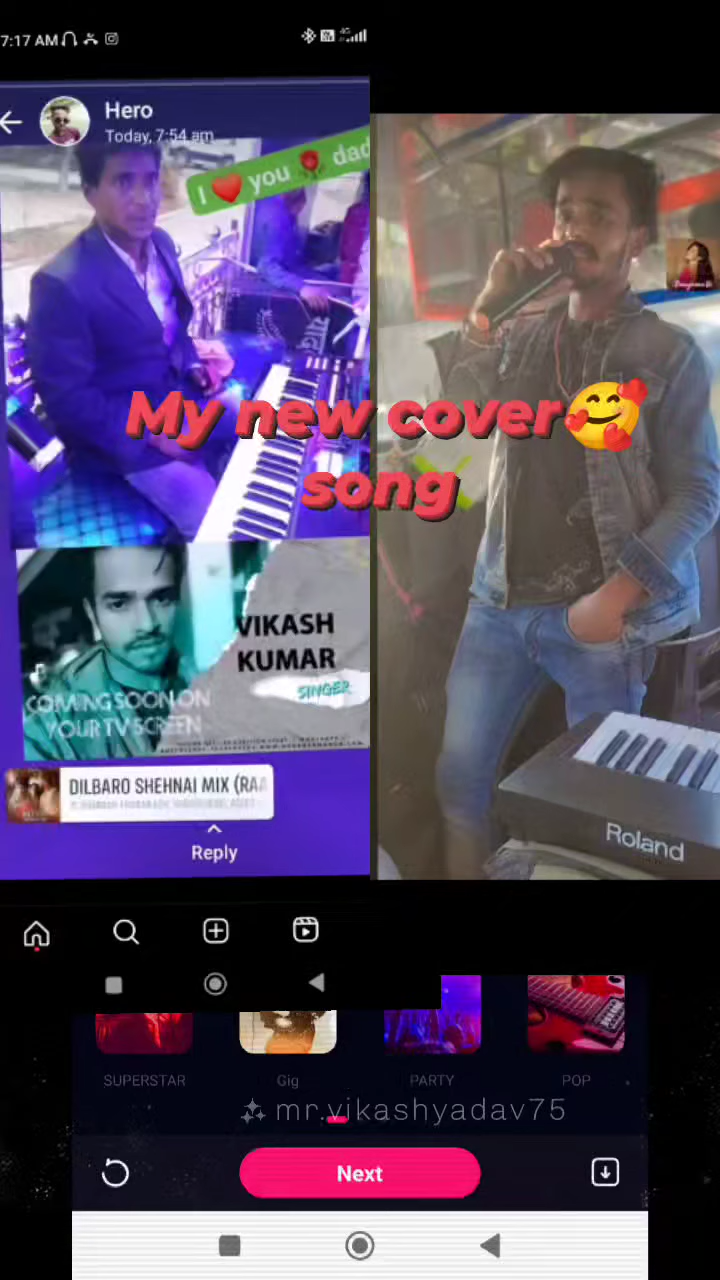 7:17 AM
Hero
Today, 7:54 am
I ❤️ you 🌹 dad
My new cover🥰
song
VIKASH
KUMAR
SINGER
COMING SOON ON
YOUR TV SCREEN
DILBARO SHEHNAI MIX (RAA
Reply
Roland
SUPERSTAR
Gig
PARTY
POP
mr.vikashyadav75
Next